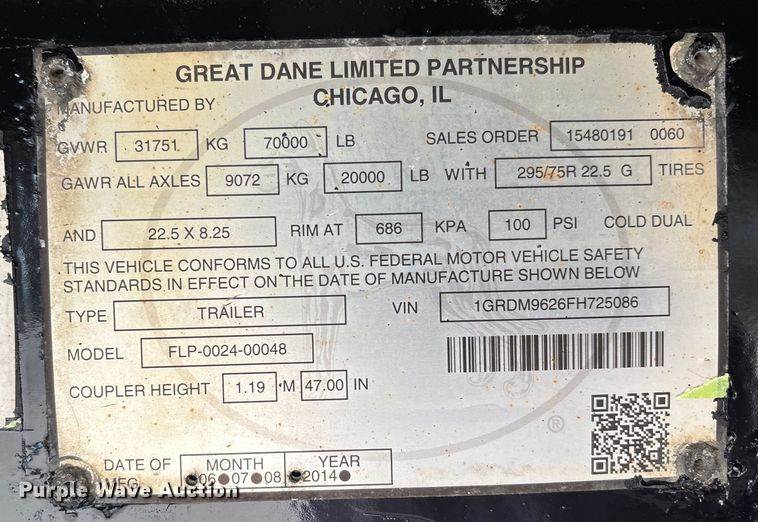 GREAT DANE LIMITED PARTNERSHIP
CHICAGO, IL
MANUFACTURED BY
GVWR 31751 KG 70000 LB SALES ORDER 15480191 0060
GAWR ALL AXLES 9072 KG 20000 LB WITH 295/75R 22.5 G TIRES
AND 22.5 X 8.25 RIM AT 686 KPA 100 PSI COLD DUAL
THIS VEHICLE CONFORMS TO ALL U.S. FEDERAL MOTOR VEHICLE SAFETY
STANDARDS IN EFFECT ON THE DATE OF MANUFACTURE SHOWN BELOW
TYPE TRAILER VIN 1GRDM9626FH725086
MODEL FLP-0024-00048
COUPLER HEIGHT 1.19 M 47.00 IN
®
DATE OF MONTH YEAR
MFG. 06 07 08 2014
Purple Wave Auction